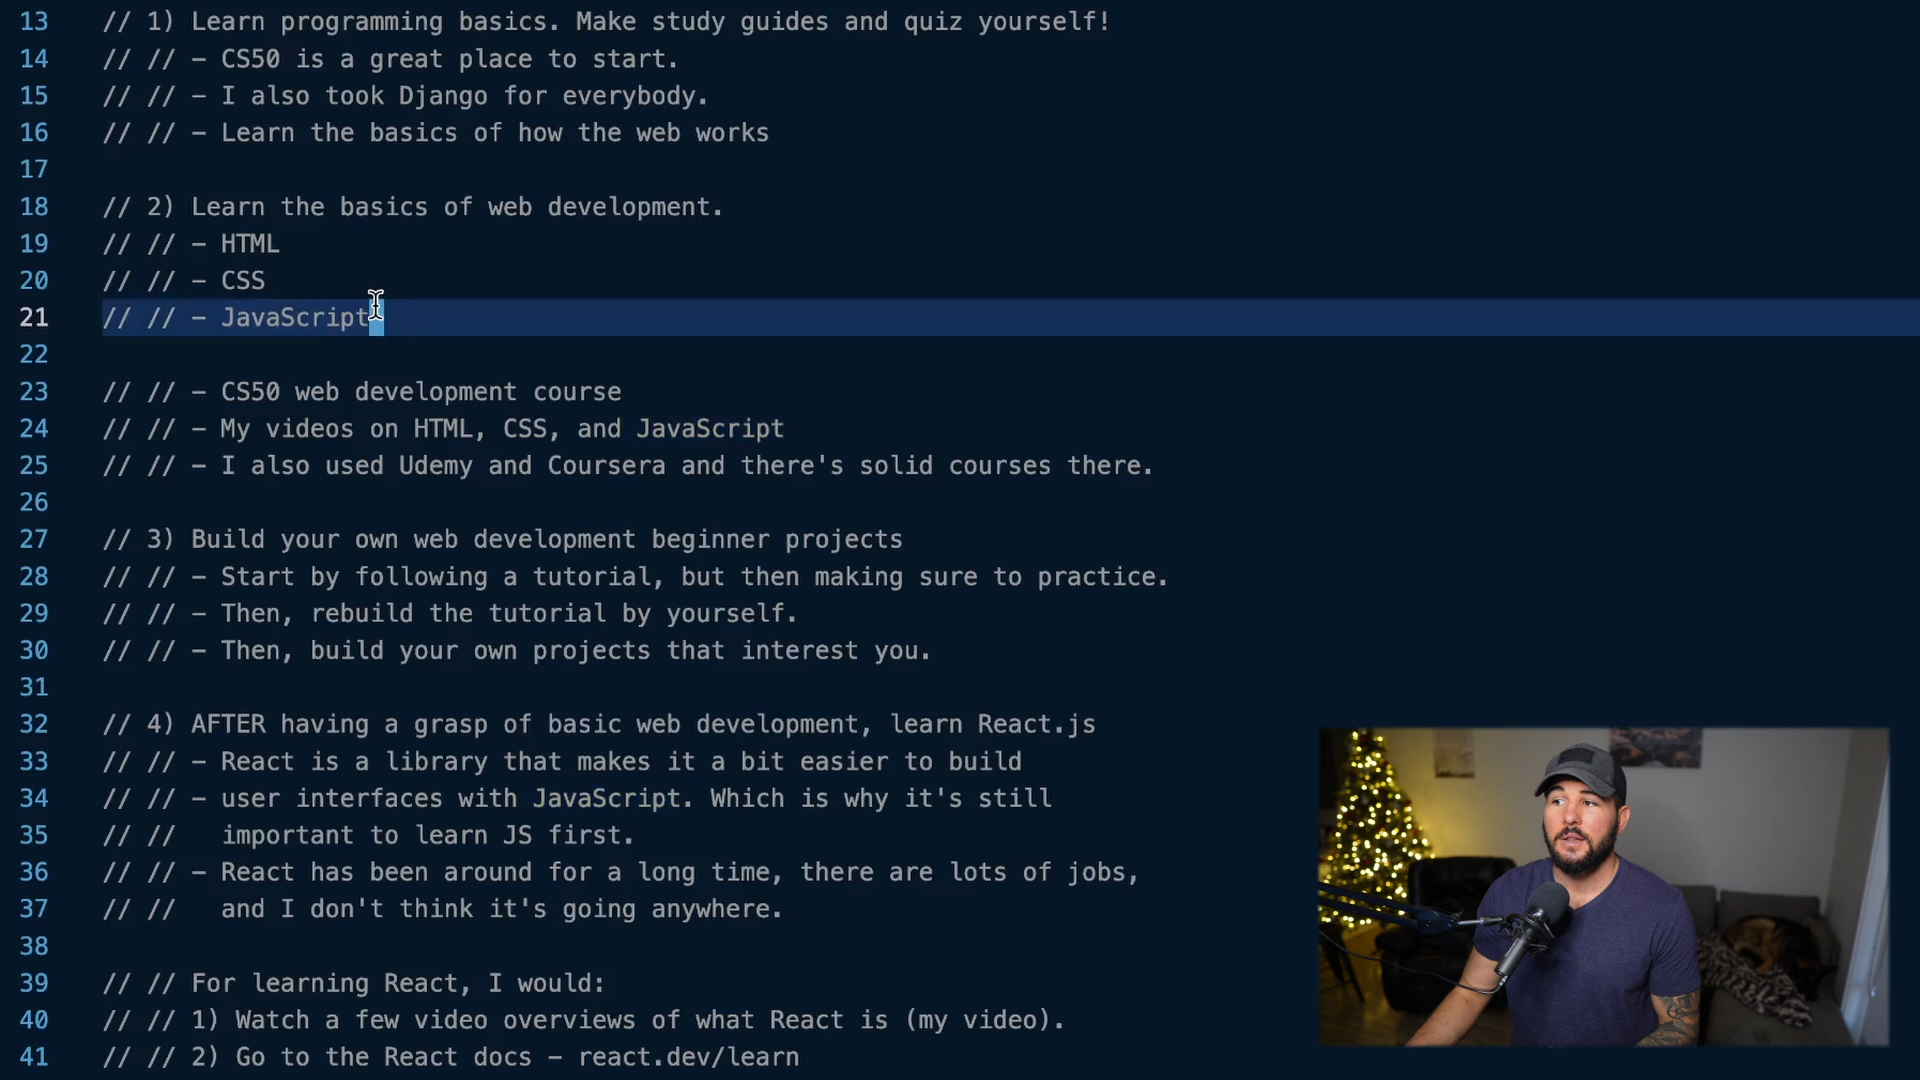 13 // 1) Learn programming basics. Make study guides and quiz yourself!
14 // // – CS50 is a great place to start.
15 // // – I also took Django for everybody.
16 // // – Learn the basics of how the web works
17
18 // 2) Learn the basics of web development.
19 // // – HTML
20 // // – CSS
21 // // – JavaScript
22
23 // // – CS50 web development course
24 // // – My videos on HTML, CSS, and JavaScript
25 // // – I also used Udemy and Coursera and there's solid courses there.
26
27 // 3) Build your own web development beginner projects
28 // // – Start by following a tutorial, but then making sure to practice.
29 // // – Then, rebuild the tutorial by yourself.
30 // // – Then, build your own projects that interest you.
31
32 // 4) AFTER having a grasp of basic web development, learn React.js
33 // // – React is a library that makes it a bit easier to build
34 // // – user interfaces with JavaScript. Which is why it's still
35 // //   important to learn JS first.
36 // // – React has been around for a long time, there are lots of jobs,
37 // //   and I don't think it's going anywhere.
38
39 // // For learning React, I would:
40 // // 1) Watch a few video overviews of what React is (my video).
41 // // 2) Go to the React docs – react.dev/learn